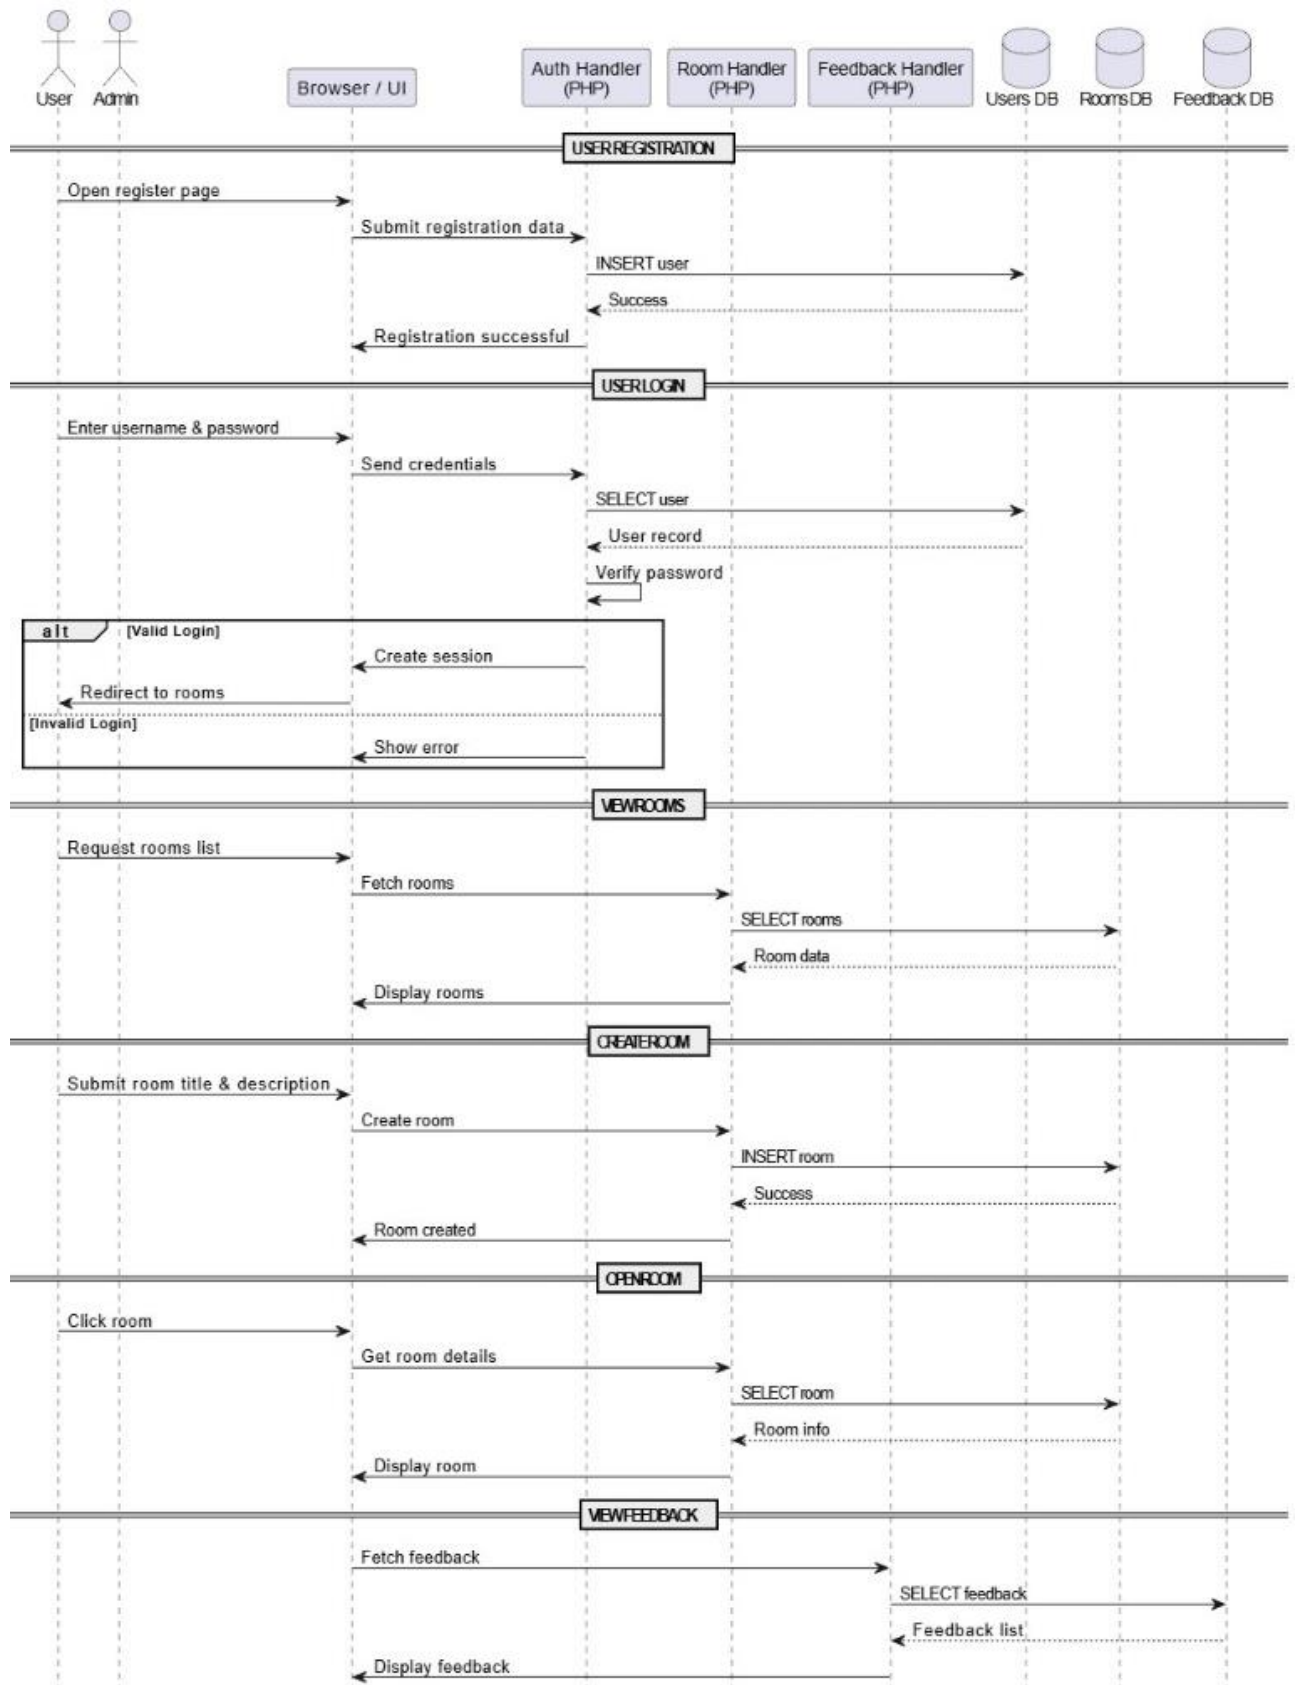 User
Admin
Browser / UI
Auth Handler
(PHP)
Room Handler
(PHP)
Feedback Handler
(PHP)
Users DB
Rooms DB
Feedback DB
USER REGISTRATION
Open register page
Submit registration data
INSERT user
Success
Registration successful
USER LOGIN
Enter username & password
Send credentials
SELECT user
User record
Verify password
alt
[Valid Login]
Create session
Redirect to rooms
[Invalid Login]
Show error
VIEW ROOMS
Request rooms list
Fetch rooms
SELECT rooms
Room data
Display rooms
CREATE ROOM
Submit room title & description
Create room
INSERT room
Success
Room created
OPEN ROOM
Click room
Get room details
SELECT room
Room info
Display room
VIEW FEEDBACK
Fetch feedback
SELECT feedback
Feedback list
Display feedback